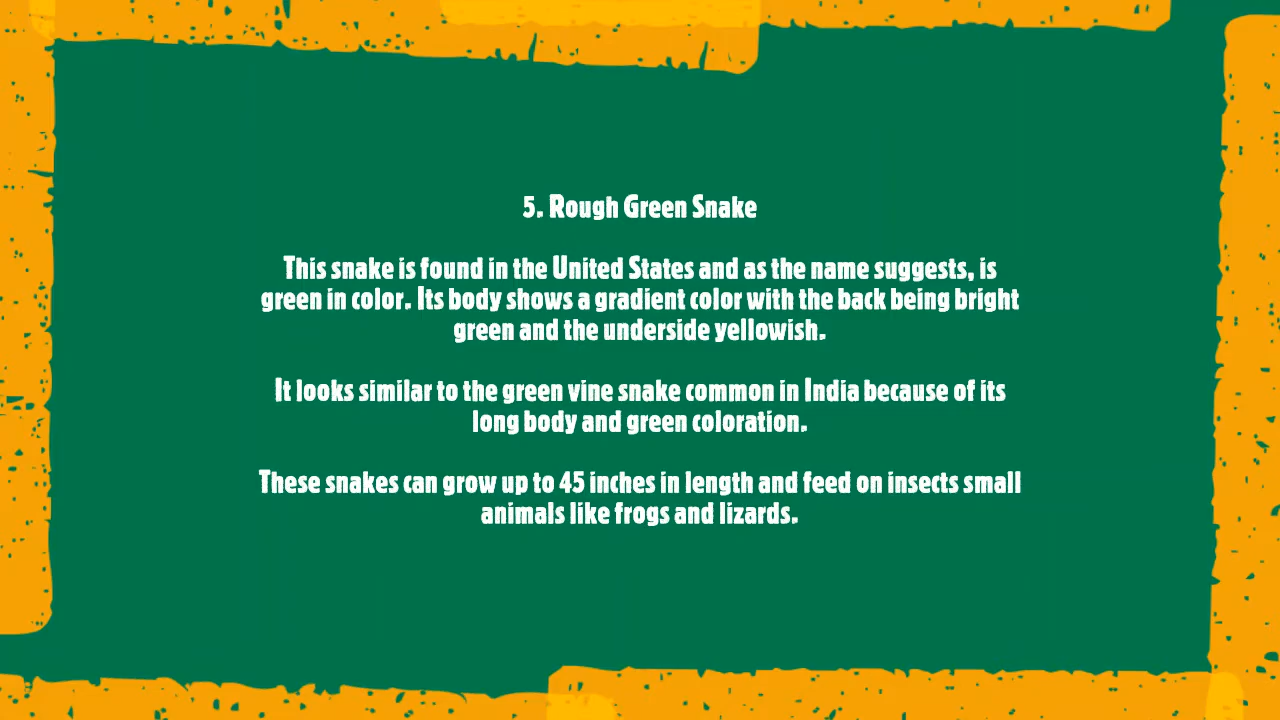 5. Rough Green Snake
This snake is found in the United States and as the name suggests, is
green in color. Its body shows a gradient color with the back being bright
green and the underside yellowish.
It looks similar to the green vine snake common in India because of its
long body and green coloration.
These snakes can grow up to 45 inches in length and feed on insects small
animals like frogs and lizards.